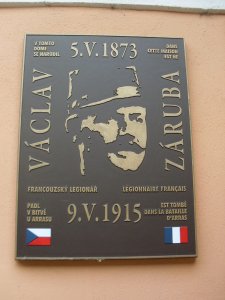 V TOMTO
DOMĚ
SE NARODIL
5.V.1873
DANS
CETTE MAISON
EST NÉ
VÁCLAV
ZÁRUBA
FRANCOUZSKÝ LEGIONÁŘ
LEGIONNAIRE FRANÇAIS
PADL
V BITVĚ
U ARRASU
9.V.1915
EST TOMBÉ
DANS LA BATAILLE
D'ARRAS